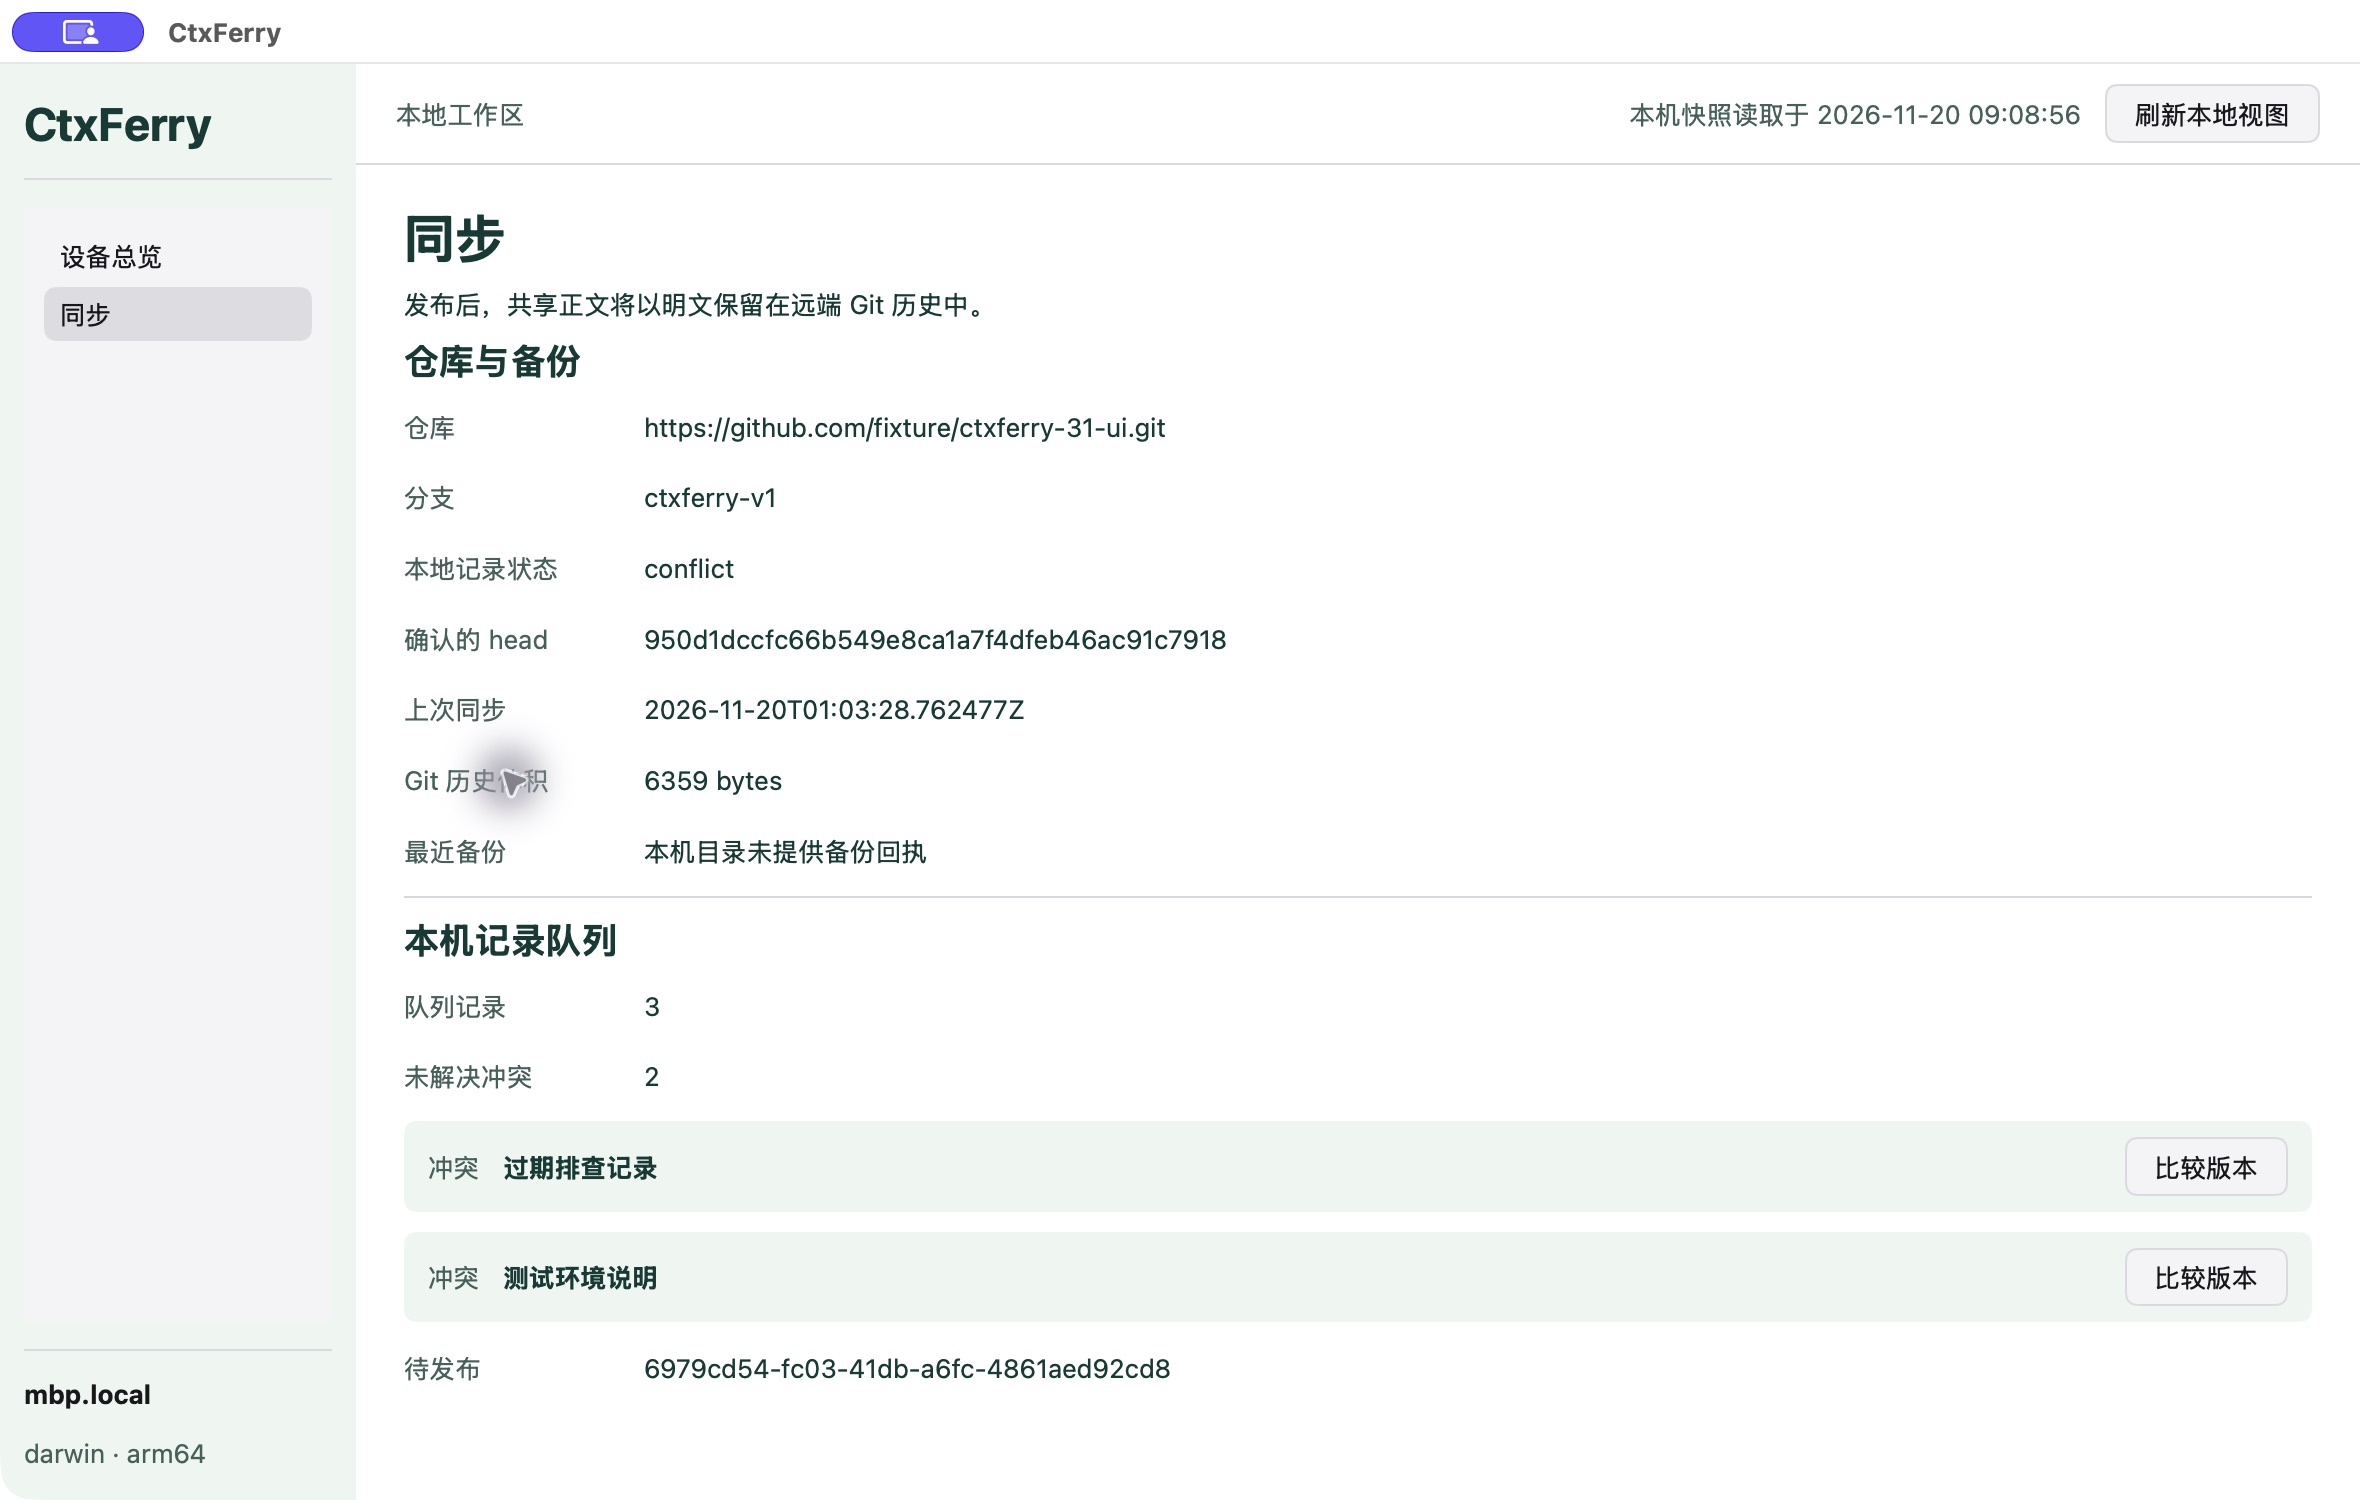 CtxFerry
CtxFerry
设备总览
同步
mbp.local
darwin · arm64
本地工作区
本机快照读取于 2026-11-20 09:08:56
刷新本地视图
同步
发布后，共享正文将以明文保留在远端 Git 历史中。
仓库与备份
仓库 https://github.com/fixture/ctxferry-31-ui.git
分支 ctxferry-v1
本地记录状态 conflict
确认的 head 950d1dccfc66b549e8ca1a7f4dfeb46ac91c7918
上次同步 2026-11-20T01:03:28.762477Z
Git 历史体积 6359 bytes
最近备份 本机目录未提供备份回执
本机记录队列
队列记录 3
未解决冲突 2
冲突 过期排查记录 比较版本
冲突 测试环境说明 比较版本
待发布 6979cd54-fc03-41db-a6fc-4861aed92cd8